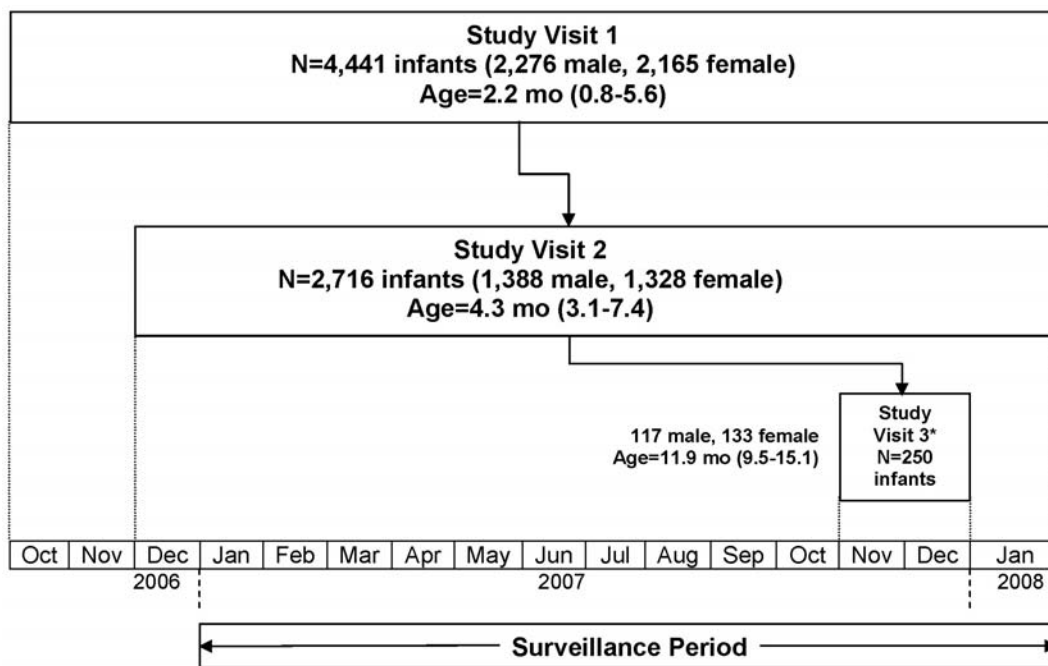 Study Visit 1
N=4,441 infants (2,276 male, 2,165 female)
Age=2.2 mo (0.8-5.6)
Study Visit 2
N=2,716 infants (1,388 male, 1,328 female)
Age=4.3 mo (3.1-7.4)
117 male, 133 female
Age=11.9 mo (9.5-15.1)
Study
Visit 3*
N=250
infants
Oct Nov Dec Jan Feb Mar Apr May Jun Jul Aug Sep Oct Nov Dec Jan
2006 2007 2008
Surveillance Period